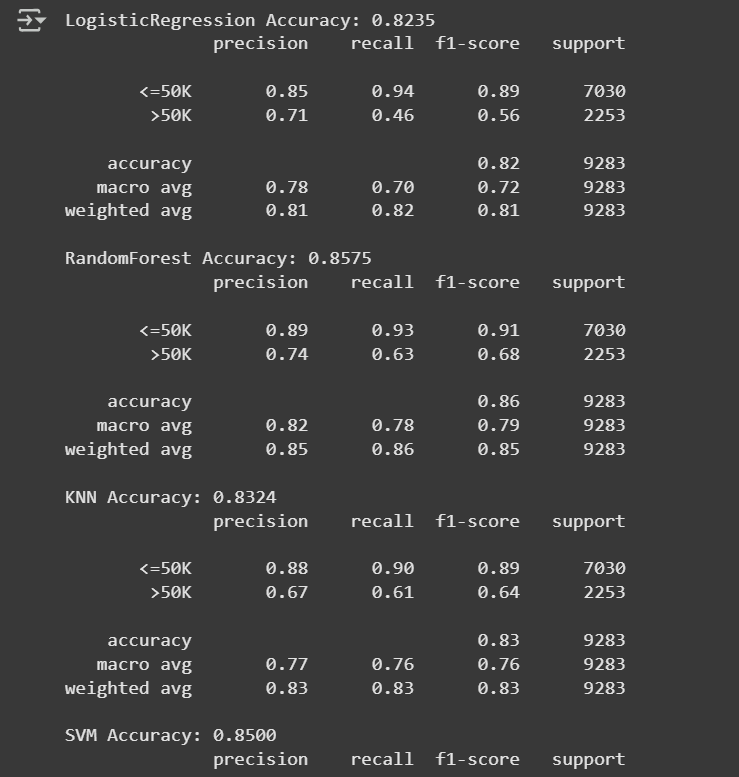 LogisticRegression Accuracy: 0.8235
precision recall f1-score support
<=50K 0.85 0.94 0.89 7030
>50K 0.71 0.46 0.56 2253
accuracy 0.82 9283
macro avg 0.78 0.70 0.72 9283
weighted avg 0.81 0.82 0.81 9283
RandomForest Accuracy: 0.8575
precision recall f1-score support
<=50K 0.89 0.93 0.91 7030
>50K 0.74 0.63 0.68 2253
accuracy 0.86 9283
macro avg 0.82 0.78 0.79 9283
weighted avg 0.85 0.86 0.85 9283
KNN Accuracy: 0.8324
precision recall f1-score support
<=50K 0.88 0.90 0.89 7030
>50K 0.67 0.61 0.64 2253
accuracy 0.83 9283
macro avg 0.77 0.76 0.76 9283
weighted avg 0.83 0.83 0.83 9283
SVM Accuracy: 0.8500
precision recall f1-score support